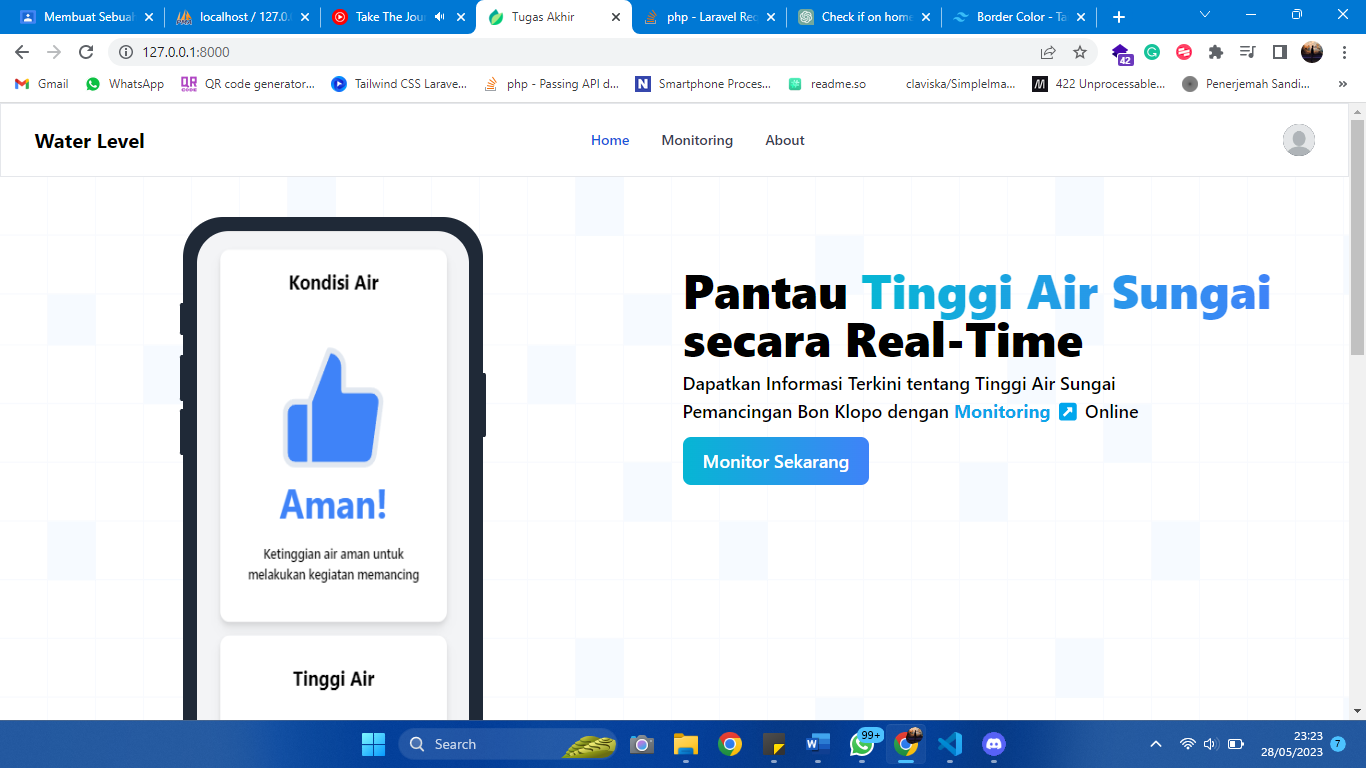 Membuat Sebuah
localhost / 127.0.0
Take The Jour
Tugas Akhir
php - Laravel Rec
Check if on home
Border Color - Ta
127.0.0.1:8000
42
Gmail
WhatsApp
QR code generator...
Tailwind CSS Larave...
php - Passing API d...
Smartphone Proces...
readme.so
claviska/SimpleIma...
422 Unprocessable...
Penerjemah Sandi...
Water Level
Home
Monitoring
About
Kondisi Air
Aman!
Ketinggian air aman untuk
melakukan kegiatan memancing
Tinggi Air
Pantau Tinggi Air Sungai
secara Real-Time
Dapatkan Informasi Terkini tentang Tinggi Air Sungai
Pemancingan Bon Klopo dengan Monitoring Online
Monitor Sekarang
Search
99+
23:23
28/05/2023
7